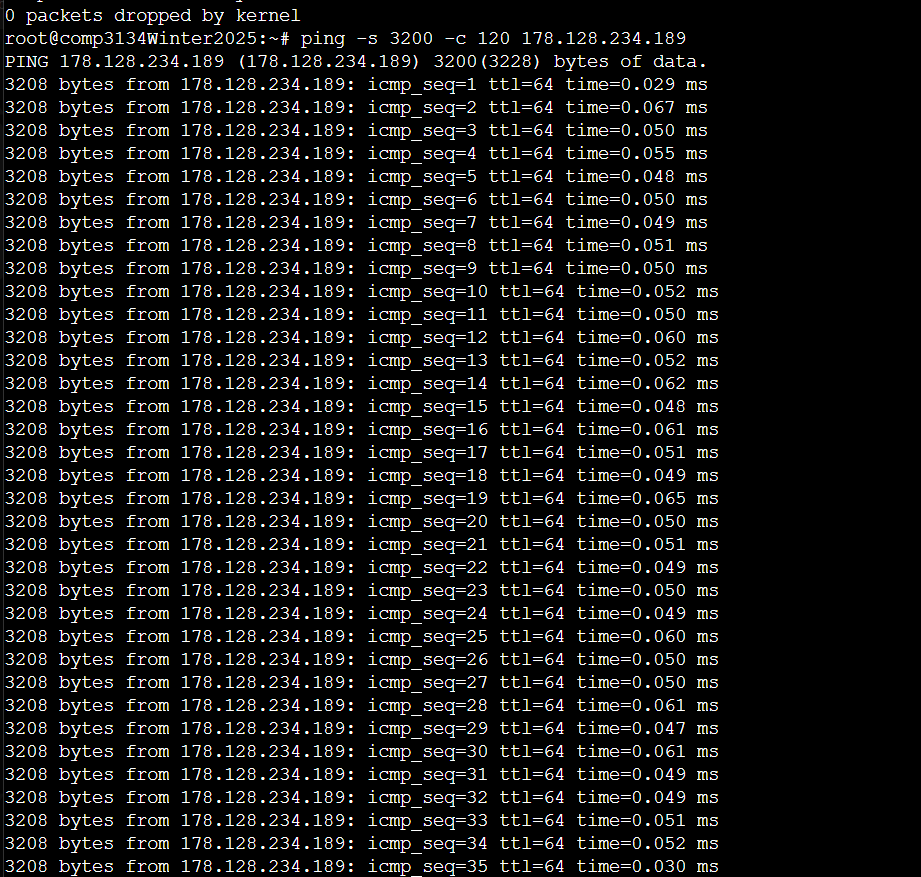 0 packets dropped by kernel
root@comp3134Winter2025:~# ping -s 3200 -c 120 178.128.234.189
PING 178.128.234.189 (178.128.234.189) 3200(3228) bytes of data.
3208 bytes from 178.128.234.189: icmp_seq=1 ttl=64 time=0.029 ms
3208 bytes from 178.128.234.189: icmp_seq=2 ttl=64 time=0.067 ms
3208 bytes from 178.128.234.189: icmp_seq=3 ttl=64 time=0.050 ms
3208 bytes from 178.128.234.189: icmp_seq=4 ttl=64 time=0.055 ms
3208 bytes from 178.128.234.189: icmp_seq=5 ttl=64 time=0.048 ms
3208 bytes from 178.128.234.189: icmp_seq=6 ttl=64 time=0.050 ms
3208 bytes from 178.128.234.189: icmp_seq=7 ttl=64 time=0.049 ms
3208 bytes from 178.128.234.189: icmp_seq=8 ttl=64 time=0.051 ms
3208 bytes from 178.128.234.189: icmp_seq=9 ttl=64 time=0.050 ms
3208 bytes from 178.128.234.189: icmp_seq=10 ttl=64 time=0.052 ms
3208 bytes from 178.128.234.189: icmp_seq=11 ttl=64 time=0.050 ms
3208 bytes from 178.128.234.189: icmp_seq=12 ttl=64 time=0.060 ms
3208 bytes from 178.128.234.189: icmp_seq=13 ttl=64 time=0.052 ms
3208 bytes from 178.128.234.189: icmp_seq=14 ttl=64 time=0.062 ms
3208 bytes from 178.128.234.189: icmp_seq=15 ttl=64 time=0.048 ms
3208 bytes from 178.128.234.189: icmp_seq=16 ttl=64 time=0.061 ms
3208 bytes from 178.128.234.189: icmp_seq=17 ttl=64 time=0.051 ms
3208 bytes from 178.128.234.189: icmp_seq=18 ttl=64 time=0.049 ms
3208 bytes from 178.128.234.189: icmp_seq=19 ttl=64 time=0.065 ms
3208 bytes from 178.128.234.189: icmp_seq=20 ttl=64 time=0.050 ms
3208 bytes from 178.128.234.189: icmp_seq=21 ttl=64 time=0.051 ms
3208 bytes from 178.128.234.189: icmp_seq=22 ttl=64 time=0.049 ms
3208 bytes from 178.128.234.189: icmp_seq=23 ttl=64 time=0.050 ms
3208 bytes from 178.128.234.189: icmp_seq=24 ttl=64 time=0.049 ms
3208 bytes from 178.128.234.189: icmp_seq=25 ttl=64 time=0.060 ms
3208 bytes from 178.128.234.189: icmp_seq=26 ttl=64 time=0.050 ms
3208 bytes from 178.128.234.189: icmp_seq=27 ttl=64 time=0.050 ms
3208 bytes from 178.128.234.189: icmp_seq=28 ttl=64 time=0.061 ms
3208 bytes from 178.128.234.189: icmp_seq=29 ttl=64 time=0.047 ms
3208 bytes from 178.128.234.189: icmp_seq=30 ttl=64 time=0.061 ms
3208 bytes from 178.128.234.189: icmp_seq=31 ttl=64 time=0.049 ms
3208 bytes from 178.128.234.189: icmp_seq=32 ttl=64 time=0.049 ms
3208 bytes from 178.128.234.189: icmp_seq=33 ttl=64 time=0.051 ms
3208 bytes from 178.128.234.189: icmp_seq=34 ttl=64 time=0.052 ms
3208 bytes from 178.128.234.189: icmp_seq=35 ttl=64 time=0.030 ms